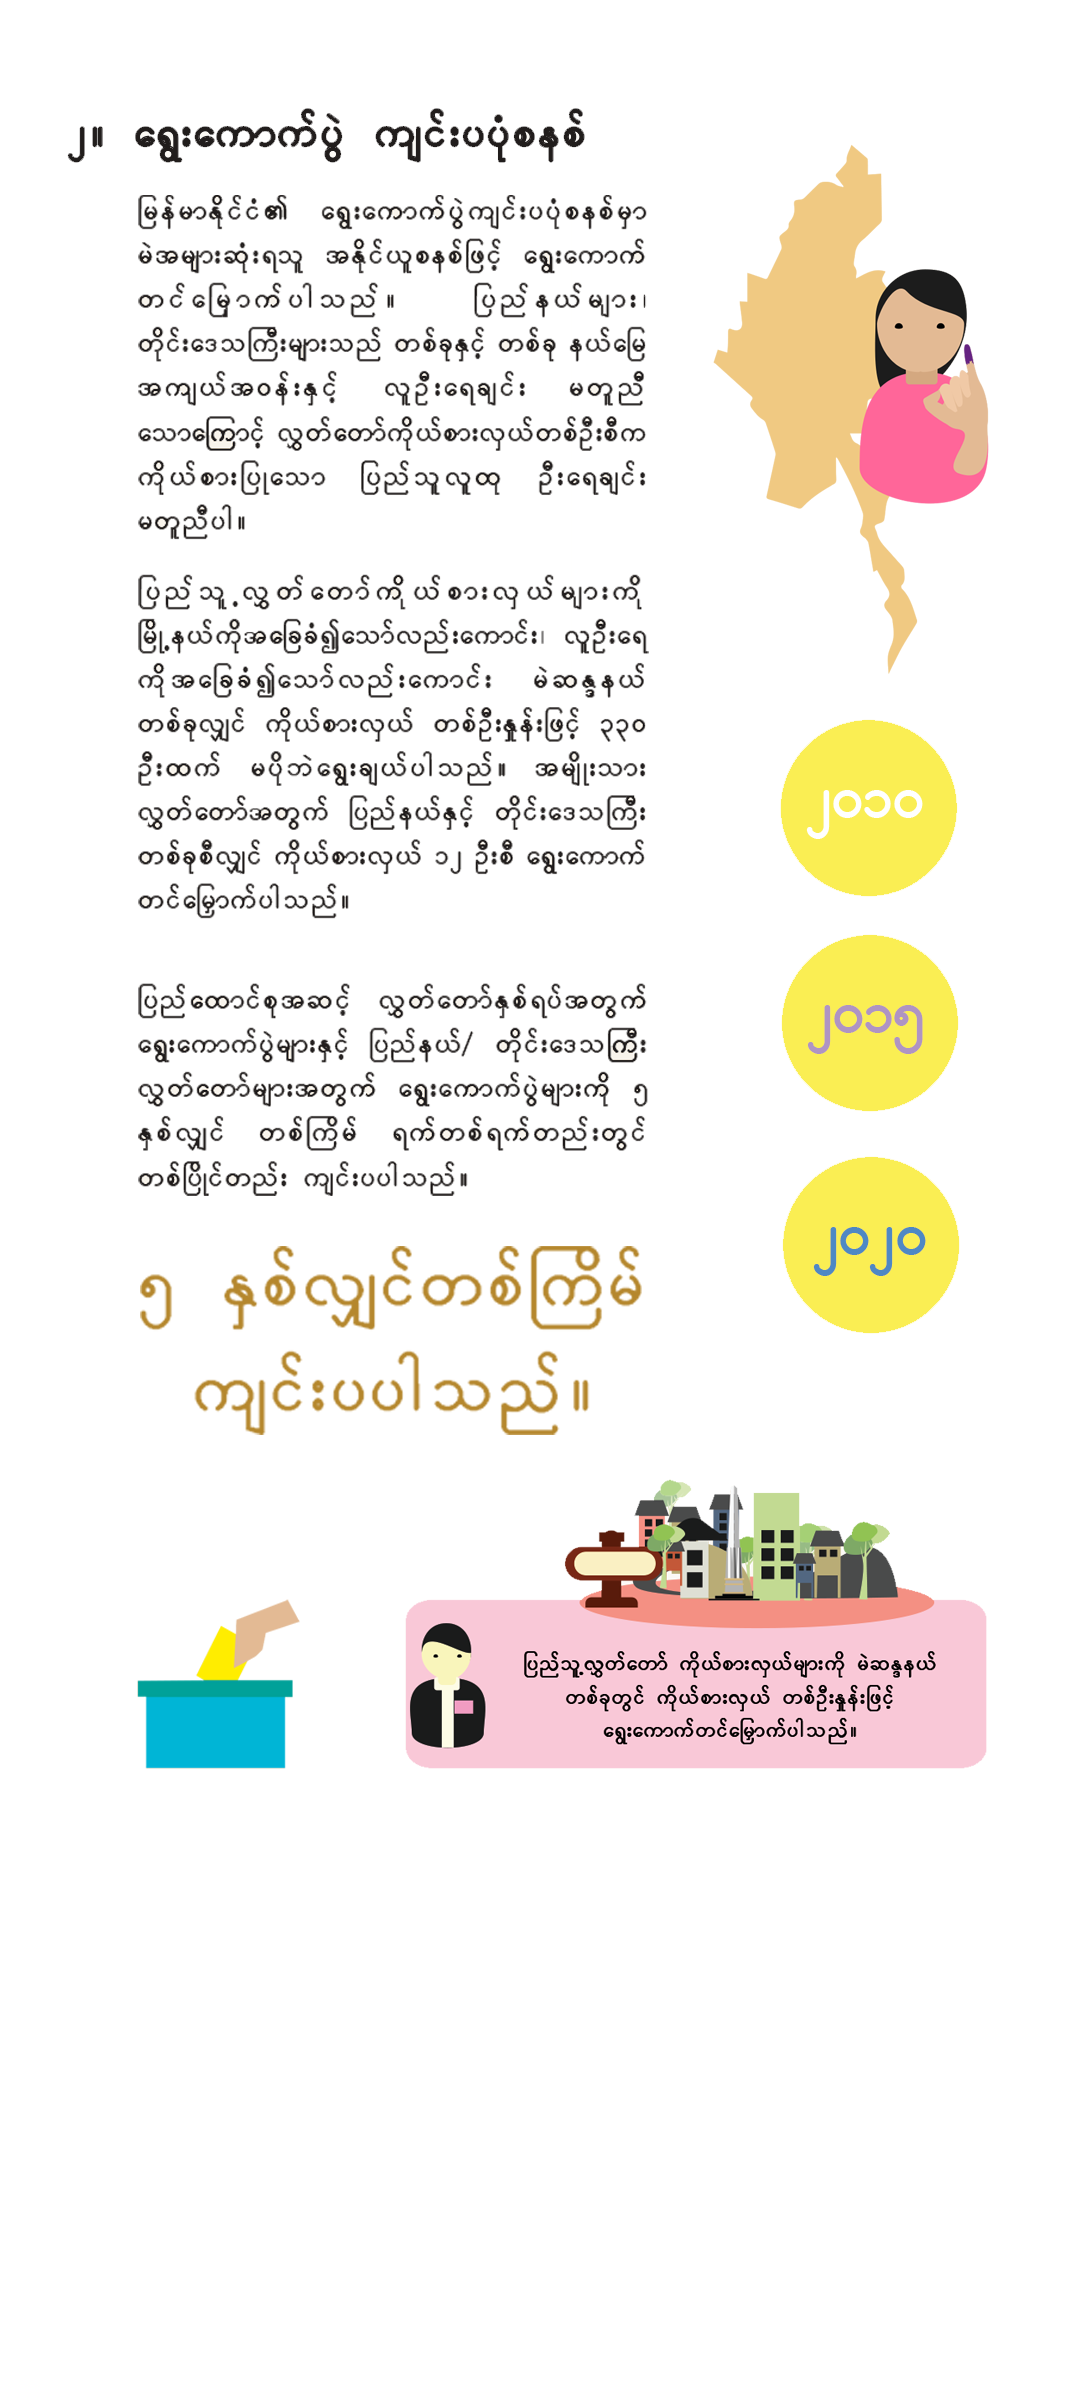 ၂။ ရွေးကောက်ပွဲ ကျင်းပပုံစနစ်
မြန်မာနိုင်ငံ၏ ရွေးကောက်ပွဲကျင်းပပုံစနစ်မှာ
မဲအများဆုံးရသူ အနိုင်ယူစနစ်ဖြင့် ရွေးကောက်
တင်မြှောက်ပါသည်။ ပြည်နယ်များ၊
တိုင်းဒေသကြီးများသည် တစ်ခုနှင့် တစ်ခု နယ်မြေ
အကျယ်အဝန်းနှင့် လူဦးရေချင်း မတူညီ
သောကြောင့် လွှတ်တော်ကိုယ်စားလှယ်တစ်ဦးစီက
ကိုယ်စားပြုသော ပြည်သူလူထု ဦးရေချင်း
မတူညီပါ။
ပြည်သူ့လွှတ်တော်ကိုယ်စားလှယ်များကို
မြို့နယ်ကိုအခြေခံ၍သော်လည်းကောင်း၊ လူဦးရေ
ကိုအခြေခံ၍သော်လည်းကောင်း မဲဆန္ဒနယ်
တစ်ခုလျှင် ကိုယ်စားလှယ် တစ်ဦးနှုန်းဖြင့် ၃၃၀
ဦးထက် မပိုဘဲရွေးချယ်ပါသည်။ အမျိုးသား
လွှတ်တော်အတွက် ပြည်နယ်နှင့် တိုင်းဒေသကြီး
တစ်ခုစီလျှင် ကိုယ်စားလှယ် ၁၂ ဦးစီ ရွေးကောက်
တင်မြှောက်ပါသည်။
ပြည်ထောင်စုအဆင့် လွှတ်တော်နှစ်ရပ်အတွက်
ရွေးကောက်ပွဲများနှင့် ပြည်နယ်/ တိုင်းဒေသကြီး
လွှတ်တော်များအတွက် ရွေးကောက်ပွဲများကို ၅
နှစ်လျှင် တစ်ကြိမ် ရက်တစ်ရက်တည်းတွင်
တစ်ပြိုင်တည်း ကျင်းပပါသည်။
၂၀၁၀
၂၀၁၅
၂၀၂၀
၅ နှစ်လျှင်တစ်ကြိမ်
ကျင်းပပါသည်။
ပြည်သူ့လွှတ်တော် ကိုယ်စားလှယ်များကို မဲဆန္ဒနယ်
တစ်ခုတွင် ကိုယ်စားလှယ် တစ်ဦးနှုန်းဖြင့်
ရွေးကောက်တင်မြှောက်ပါသည်။